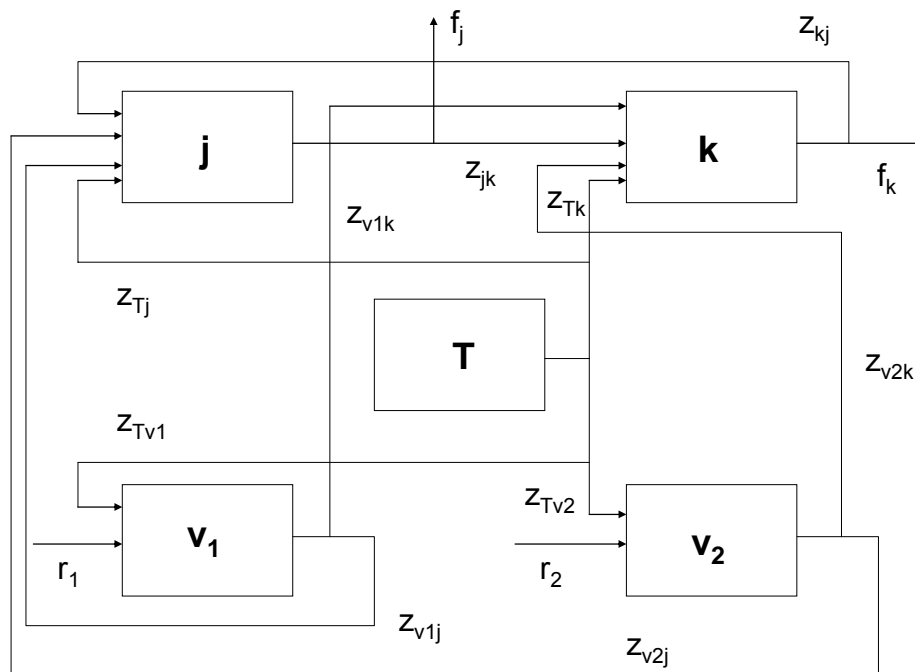 f_j
z_kj
j
k
z_jk
z_Tk
f_k
z_v1k
z_Tj
T
z_v2k
z_Tv1
z_Tv2
v_1
v_2
r_1
r_2
z_v1j
z_v2j